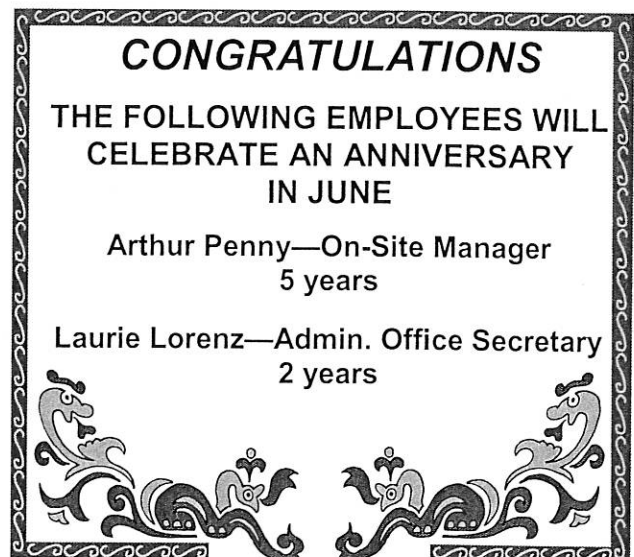 CONGRATULATIONS
THE FOLLOWING EMPLOYEES WILL
CELEBRATE AN ANNIVERSARY
IN JUNE
Arthur Penny—On-Site Manager
5 years
Laurie Lorenz—Admin. Office Secretary
2 years